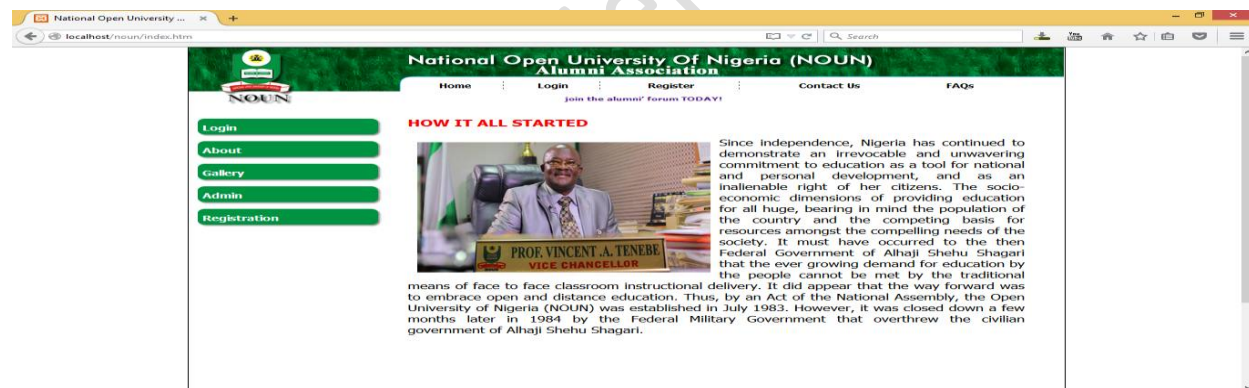 National Open University ...
localhost/noun/index.htm
Search
National Open University Of Nigeria (NOUN)
Alumni Association
NOUN
Home Login Register Contact Us FAQs
join the alumni' forum TODAY!
Login
About
Gallery
Admin
Registration
HOW IT ALL STARTED
PROF. VINCENT .A. TENEBE
VICE CHANCELLOR
Since independence, Nigeria has continued to
demonstrate an irrevocable and unwavering
commitment to education as a tool for national
and personal development, and as an
inalienable right of her citizens. The socio-
economic dimensions of providing education
for all huge, bearing in mind the population of
the country and the competing basis for
resources amongst the compelling needs of the
society. It must have occurred to the then
Federal Government of Alhaji Shehu Shagari
that the ever growing demand for education by
the people cannot be met by the traditional
means of face to face classroom instructional delivery. It did appear that the way forward was
to embrace open and distance education. Thus, by an Act of the National Assembly, the Open
University of Nigeria (NOUN) was established in July 1983. However, it was closed down a few
months later in 1984 by the Federal Military Government that overthrew the civilian
government of Alhaji Shehu Shagari.